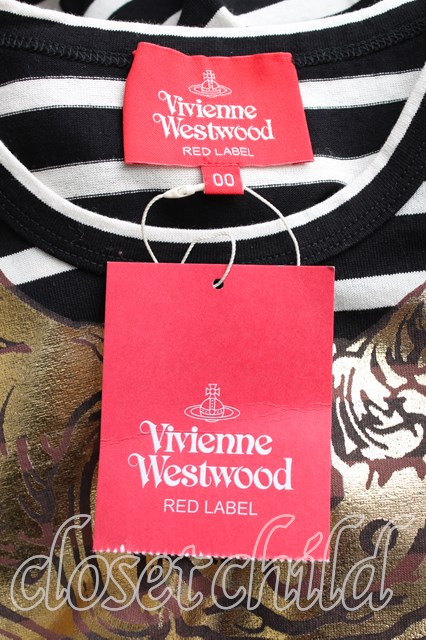 Vivienne
Westwood
RED LABEL
00
Vivienne
Westwood
RED LABEL
closet child